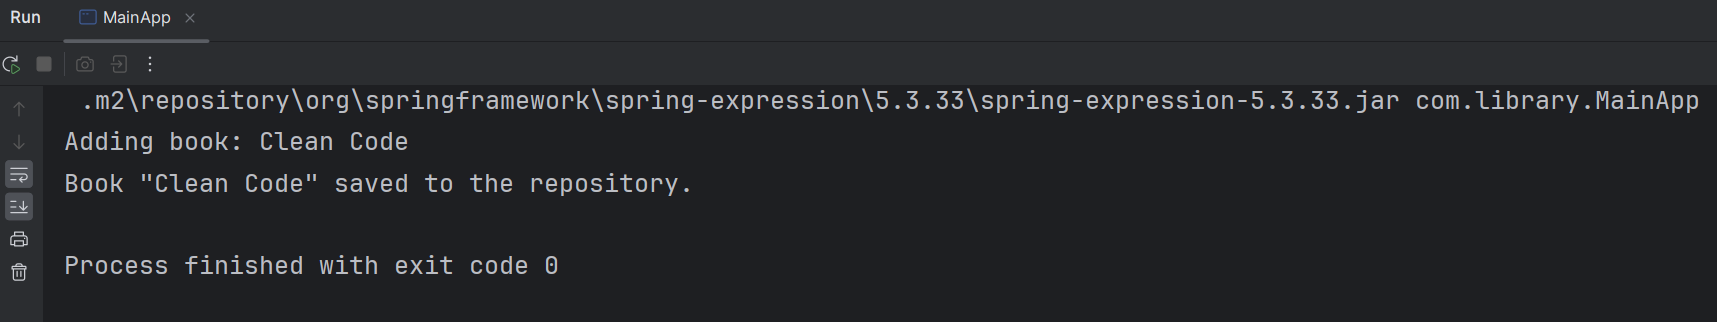 Run MainApp
.m2\repository\org\springframework\spring-expression\5.3.33\spring-expression-5.3.33.jar com.library.MainApp
Adding book: Clean Code
Book "Clean Code" saved to the repository.
Process finished with exit code 0